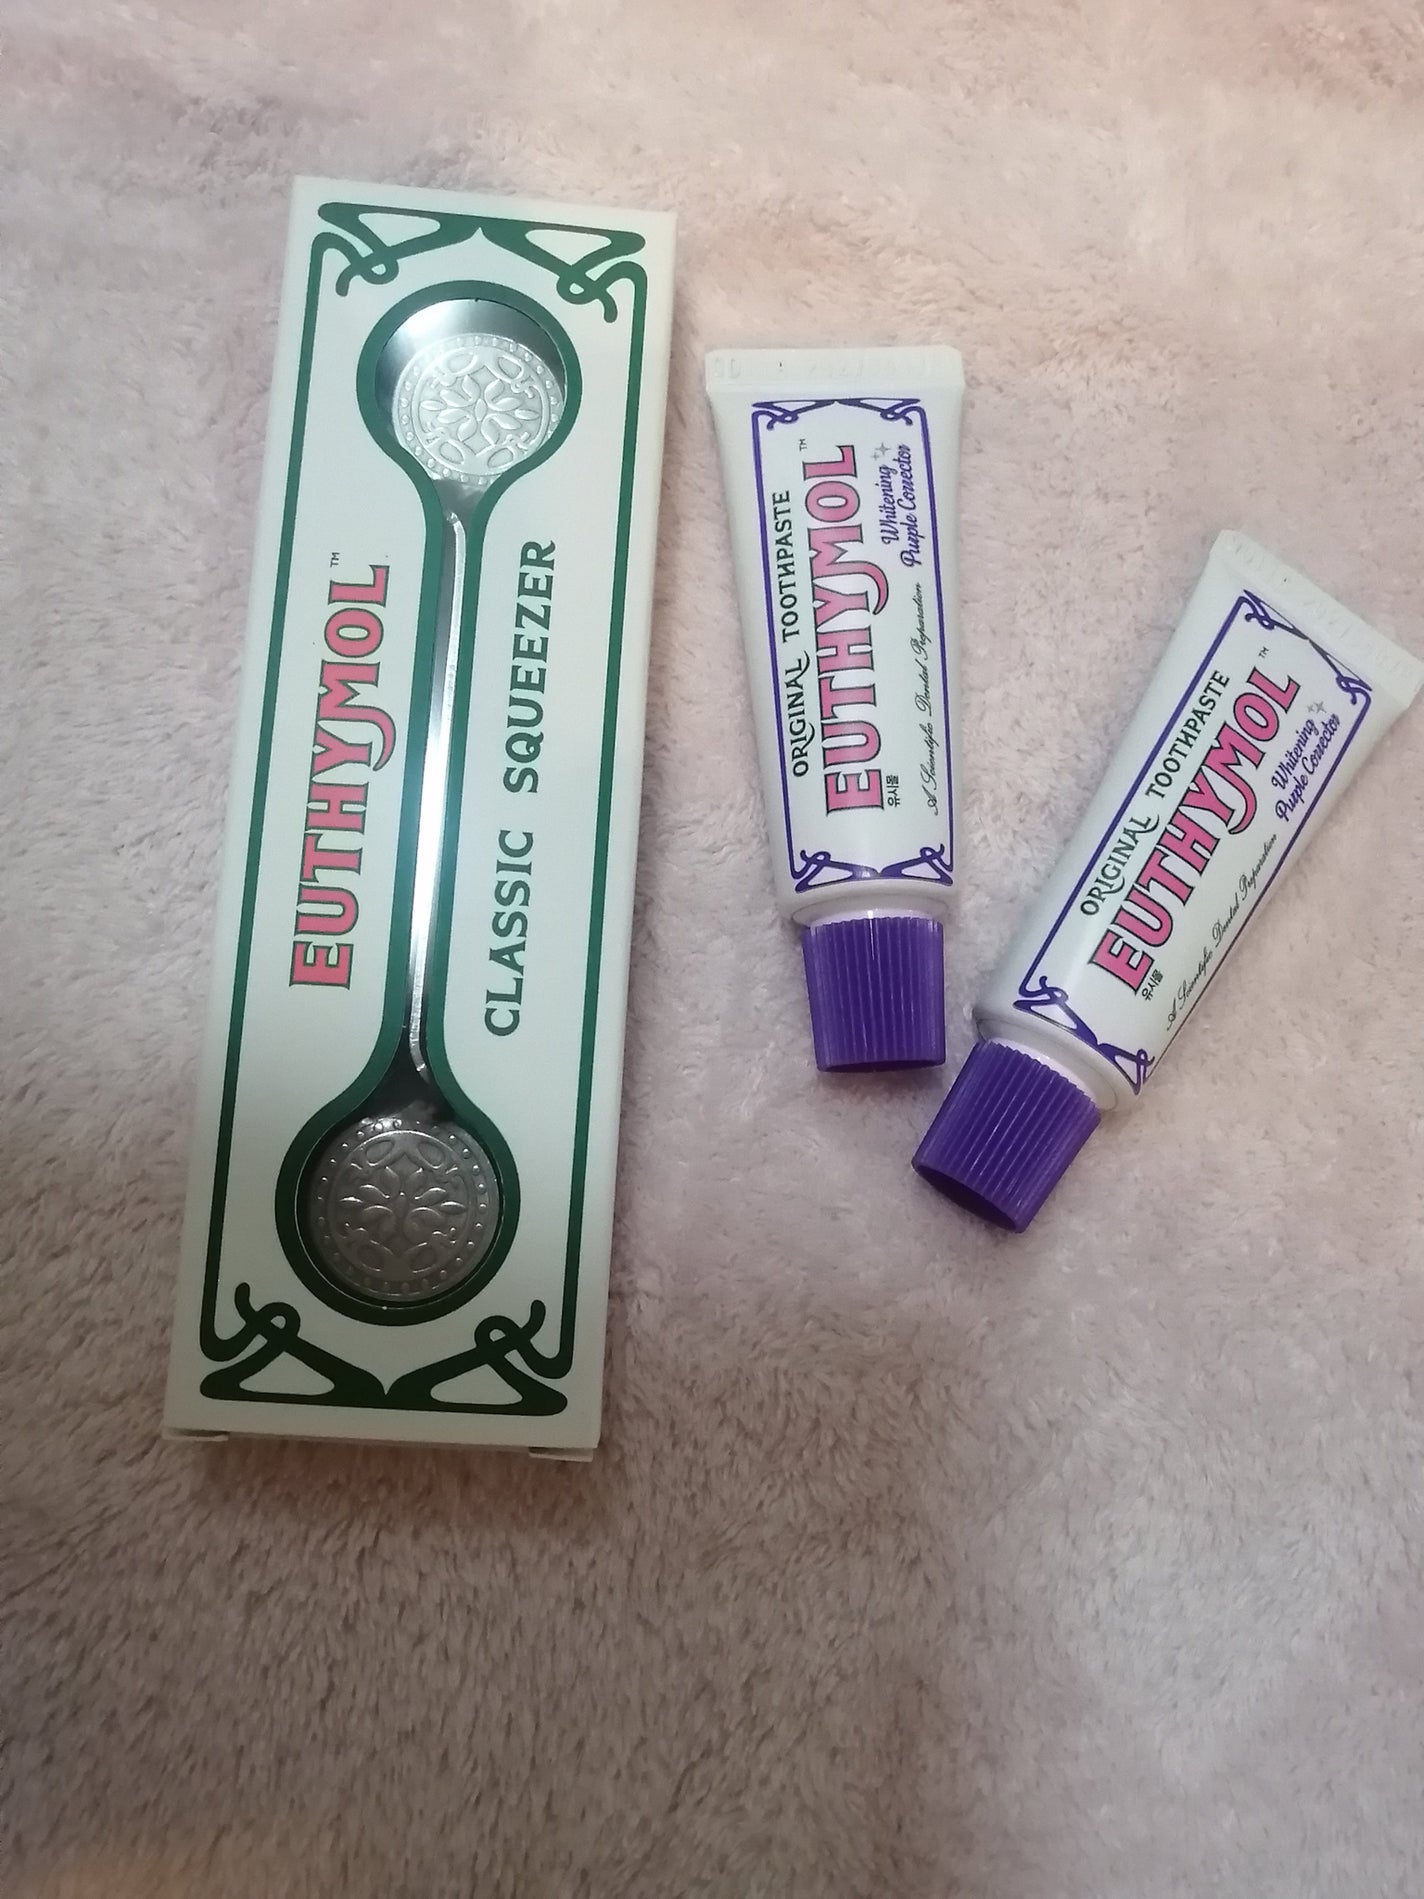 EUTHYMOL™
CLASSIC SQUEEZER
ORIGINAL TOOTHPASTE
EUTHYMOL™
유시몰
Whitening
Purple Corrector
A Scientific Dental Preparation
ORIGINAL TOOTHPASTE
EUTHYMOL™
유시몰
Whitening
Purple Corrector
A Scientific Dental Preparation